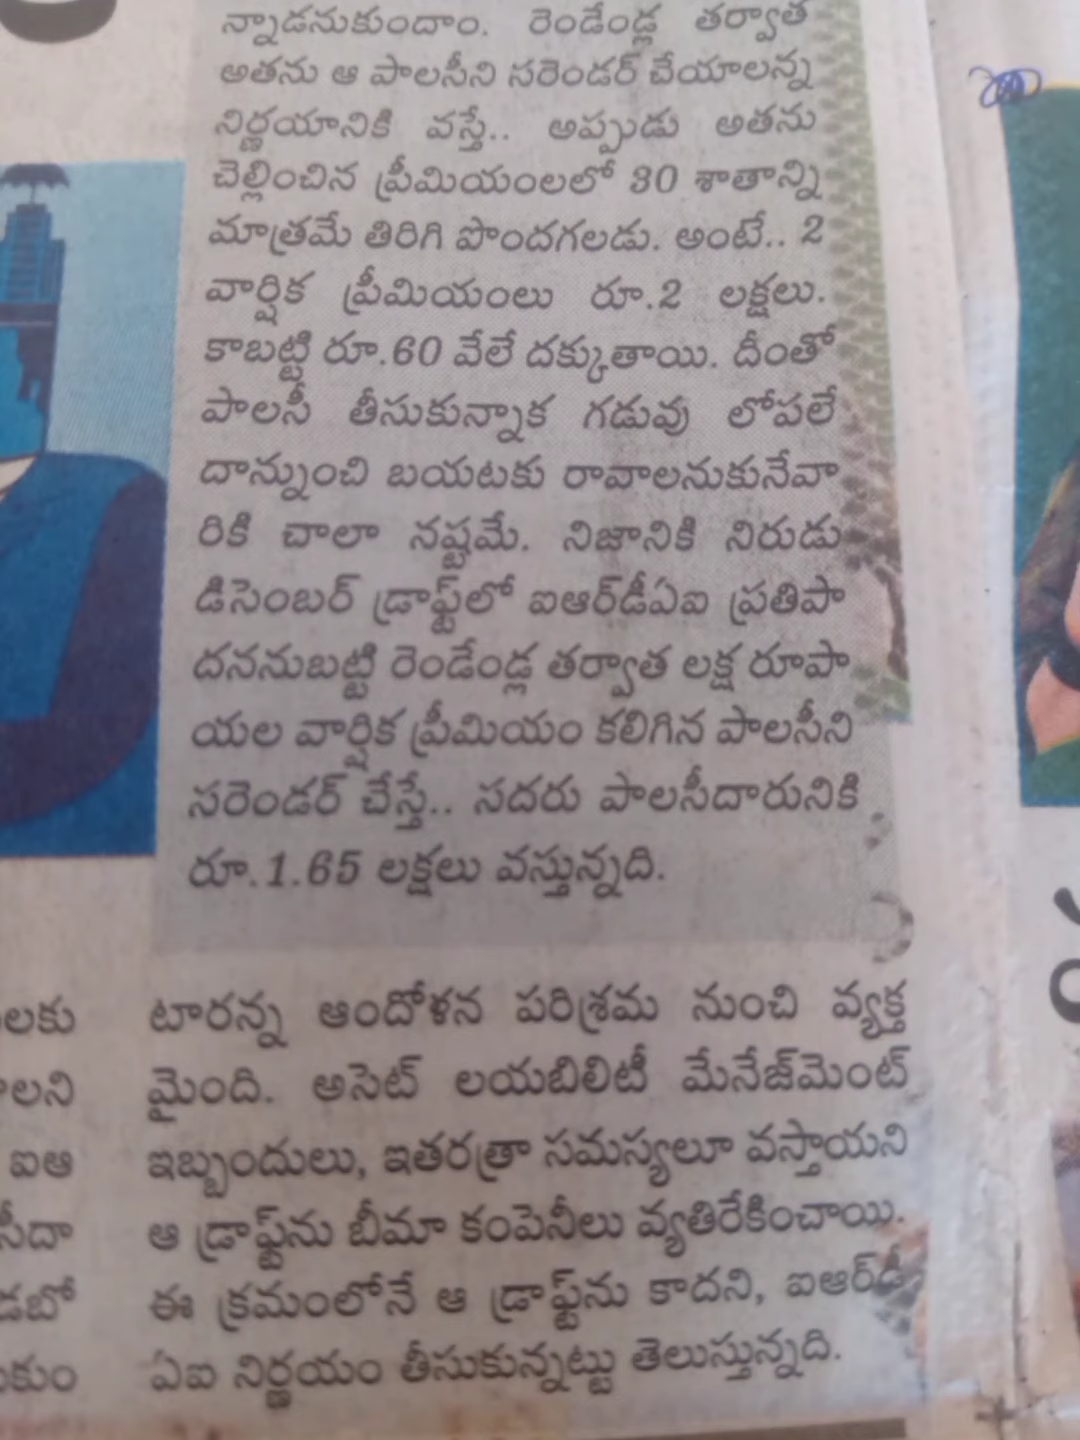 న్నాడనుకుందాం. రెండేండ్ల తర్వాత
అతను ఆ పాలసీని సరెండర్ చేయాలన్న
నిర్ణయానికి వస్తే.. అప్పుడు అతను
చెల్లించిన ప్రీమియంలలో 30 శాతాన్ని
మాత్రమే తిరిగి పొందగలడు. అంటే.. 2
వార్షిక ప్రీమియంలు రూ.2 లక్షలు.
కాబట్టి రూ.60 వేలే దక్కుతాయి. దీంతో
పాలసీ తీసుకున్నాక గడువు లోపలే
దాన్నుంచి బయటకు రావాలనుకునేవా
రికి చాలా నష్టమే. నిజానికి నిరుడు
డిసెంబర్ డ్రాఫ్ట్‌లో ఐఆర్‌డీఏఐ ప్రతిపా
దననుబట్టి రెండేండ్ల తర్వాత లక్ష రూపా
యల వార్షిక ప్రీమియం కలిగిన పాలసీని
సరెండర్ చేస్తే.. సదరు పాలసీదారునికి
రూ.1.65 లక్షలు వస్తున్నది.
లకు
లని
ఐఆ
సీదా
డబో
కుం
టారన్న ఆందోళన పరిశ్రమ నుంచి వ్యక్త
మైంది. అసెట్ లయబిలిటీ మేనేజ్‌మెంట్
ఇబ్బందులు, ఇతరత్రా సమస్యలూ వస్తాయని
ఆ డ్రాఫ్ట్‌ను బీమా కంపెనీలు వ్యతిరేకించాయి.
ఈ క్రమంలోనే ఆ డ్రాఫ్ట్‌ను కాదని, ఐఆర్‌డీ
ఏఐ నిర్ణయం తీసుకున్నట్టు తెలుస్తున్నది.